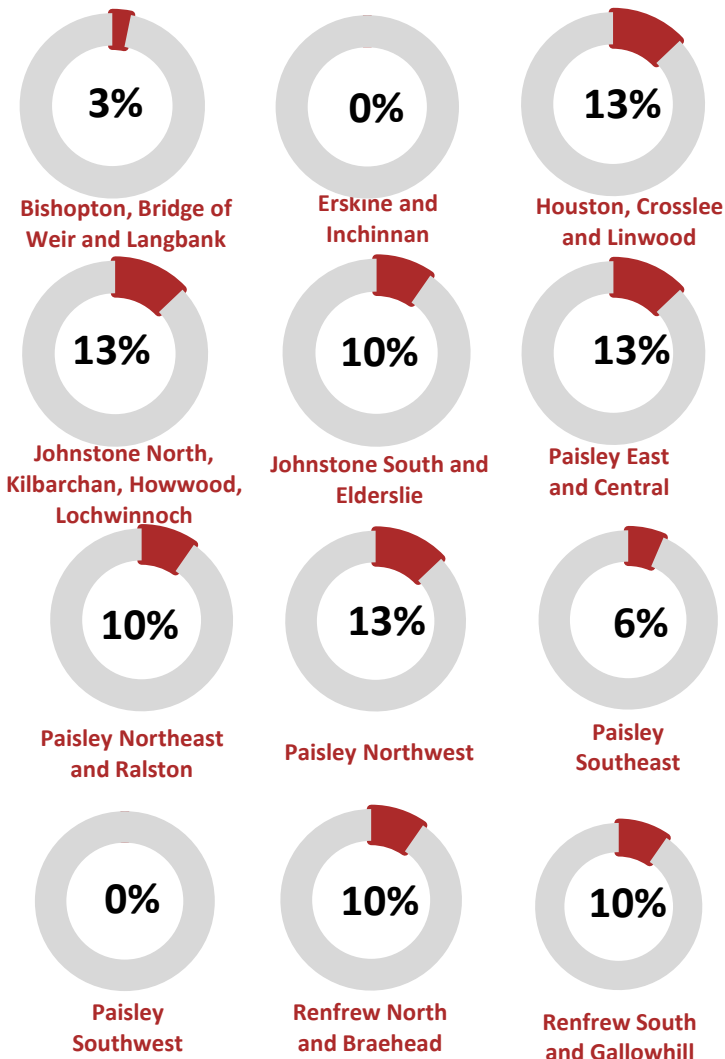 3%
Bishopton, Bridge of
Weir and Langbank
0%
Erskine and
Inchinnan
13%
Houston, Crosslee
and Linwood
13%
Johnstone North,
Kilbarchan, Howwood,
Lochwinnoch
10%
Johnstone South and
Elderslie
13%
Paisley East
and Central
10%
Paisley Northeast
and Ralston
13%
Paisley Northwest
6%
Paisley
Southeast
0%
Paisley
Southwest
10%
Renfrew North
and Braehead
10%
Renfrew South
and Gallowhill